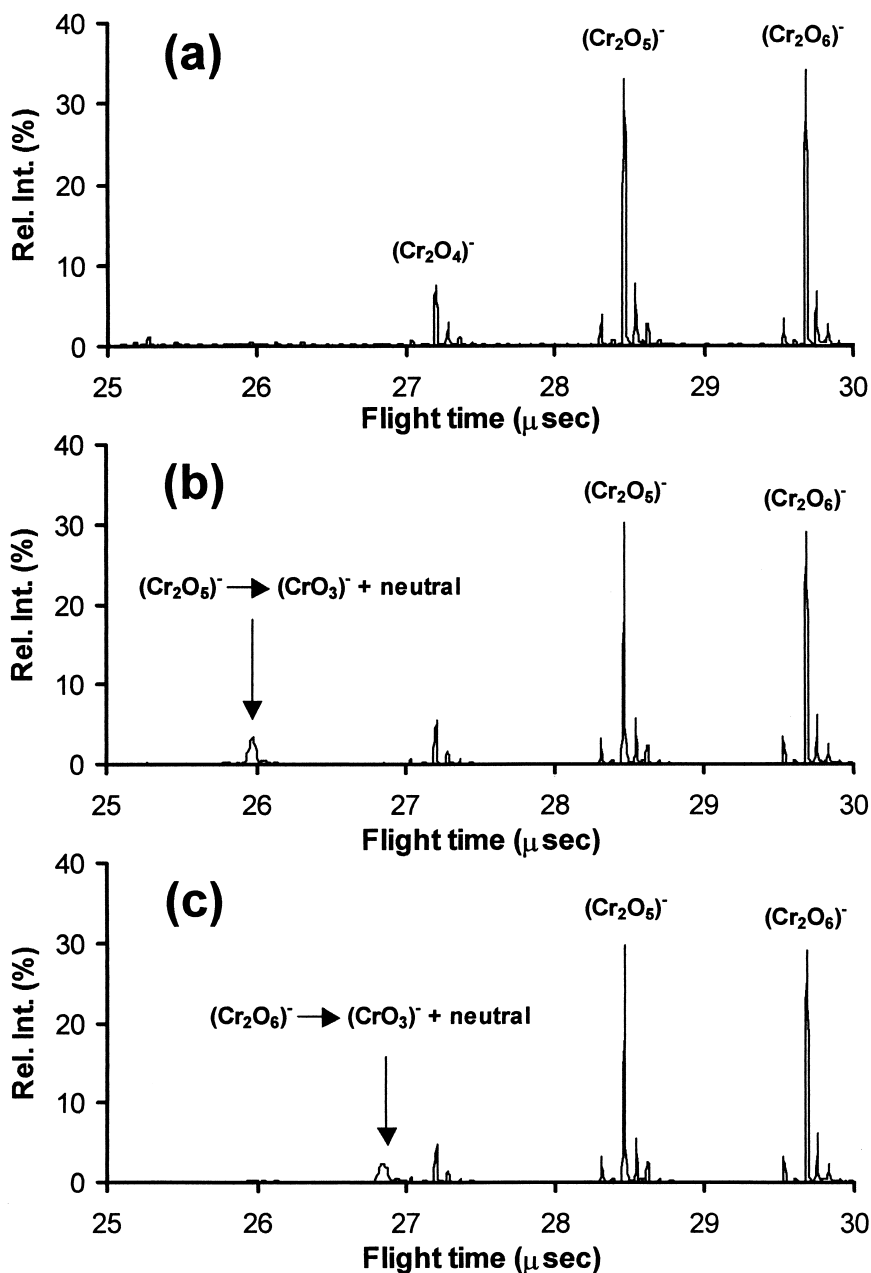 (a)
(Cr₂O₅)⁻
(Cr₂O₆)⁻
(Cr₂O₄)⁻
Rel. Int. (%)
40
30
20
10
0
25 26 27 28 29 30
Flight time (μ sec)
(b)
(Cr₂O₅)⁻
(Cr₂O₆)⁻
(Cr₂O₅)⁻ → (CrO₃)⁻ + neutral
Rel. Int. (%)
40
30
20
10
0
25 26 27 28 29 30
Flight time (μ sec)
(c)
(Cr₂O₅)⁻
(Cr₂O₆)⁻
(Cr₂O₆)⁻ → (CrO₃)⁻ + neutral
Rel. Int. (%)
40
30
20
10
0
25 26 27 28 29 30
Flight time (μ sec)